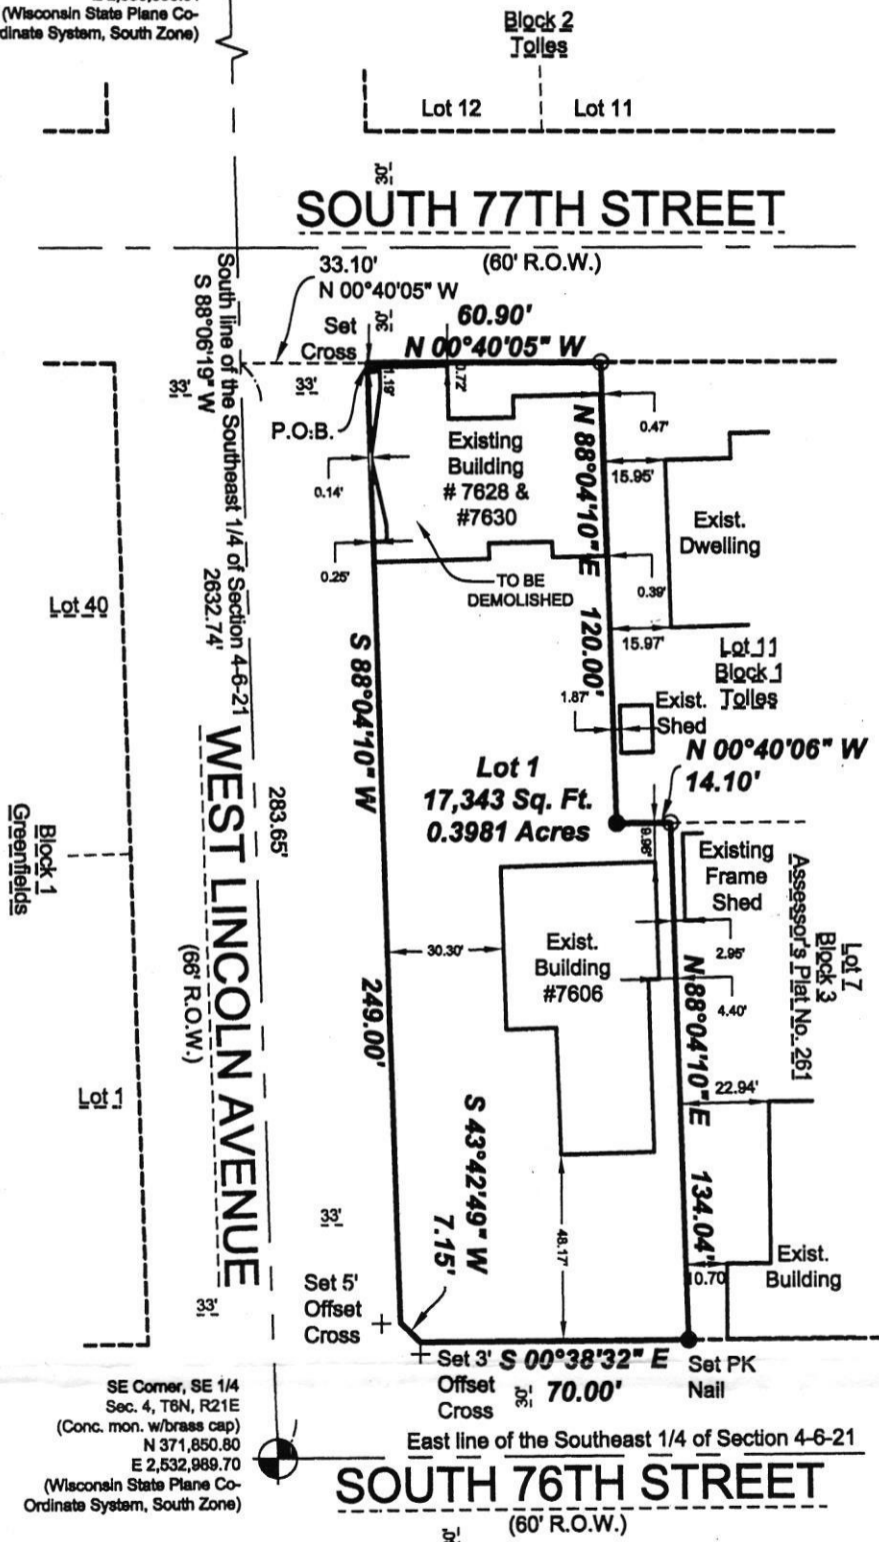 (Wisconsin State Plane Co-
dinate System, South Zone)
Block 2
Tolles
Lot 12
Lot 11
30'
SOUTH 77TH STREET
(60' R.O.W.)
33.10'
N 00°40'05" W
30'
Set
Cross
60.90'
N 00°40'05" W
33'
33'
P.O.B.
1.19'
0.72'
0.14'
0.25'
Existing
Building
# 7628 &
#7630
TO BE
DEMOLISHED
N 88°04'10" E 120.00'
0.47'
15.95'
Exist.
Dwelling
0.39'
15.97'
Lot 11
Block 1
Tolles
1.87'
Exist.
Shed
N 00°40'06" W
14.10'
South line of the Southeast 1/4 of Section 4-6-21
S 88°06'19" W
2632.74'
Lot 40
S 88°04'10" W
249.00'
Lot 1
17,343 Sq. Ft.
0.3981 Acres
283.65'
WEST LINCOLN AVENUE
(66' R.O.W.)
Block 1
Greenfields
Lot 1
9.96'
Existing
Frame
Shed
Lot 7
Block 3
Assessor's Plat No. 261
30.30'
Exist.
Building
#7606
2.95'
4.40'
N 88°04'10" E
134.04'
22.94'
S 43°42'49" W
7.15'
48.17'
10.70
Exist.
Building
33'
33'
Set 5'
Offset
Cross
Set 3'
Offset
Cross
S 00°38'32" E
70.00'
30'
Set PK
Nail
SE Corner, SE 1/4
Sec. 4, T6N, R21E
(Conc. mon. w/brass cap)
N 371,850.80
E 2,532,989.70
(Wisconsin State Plane Co-
Ordinate System, South Zone)
East line of the Southeast 1/4 of Section 4-6-21
SOUTH 76TH STREET
(60' R.O.W.)
30'